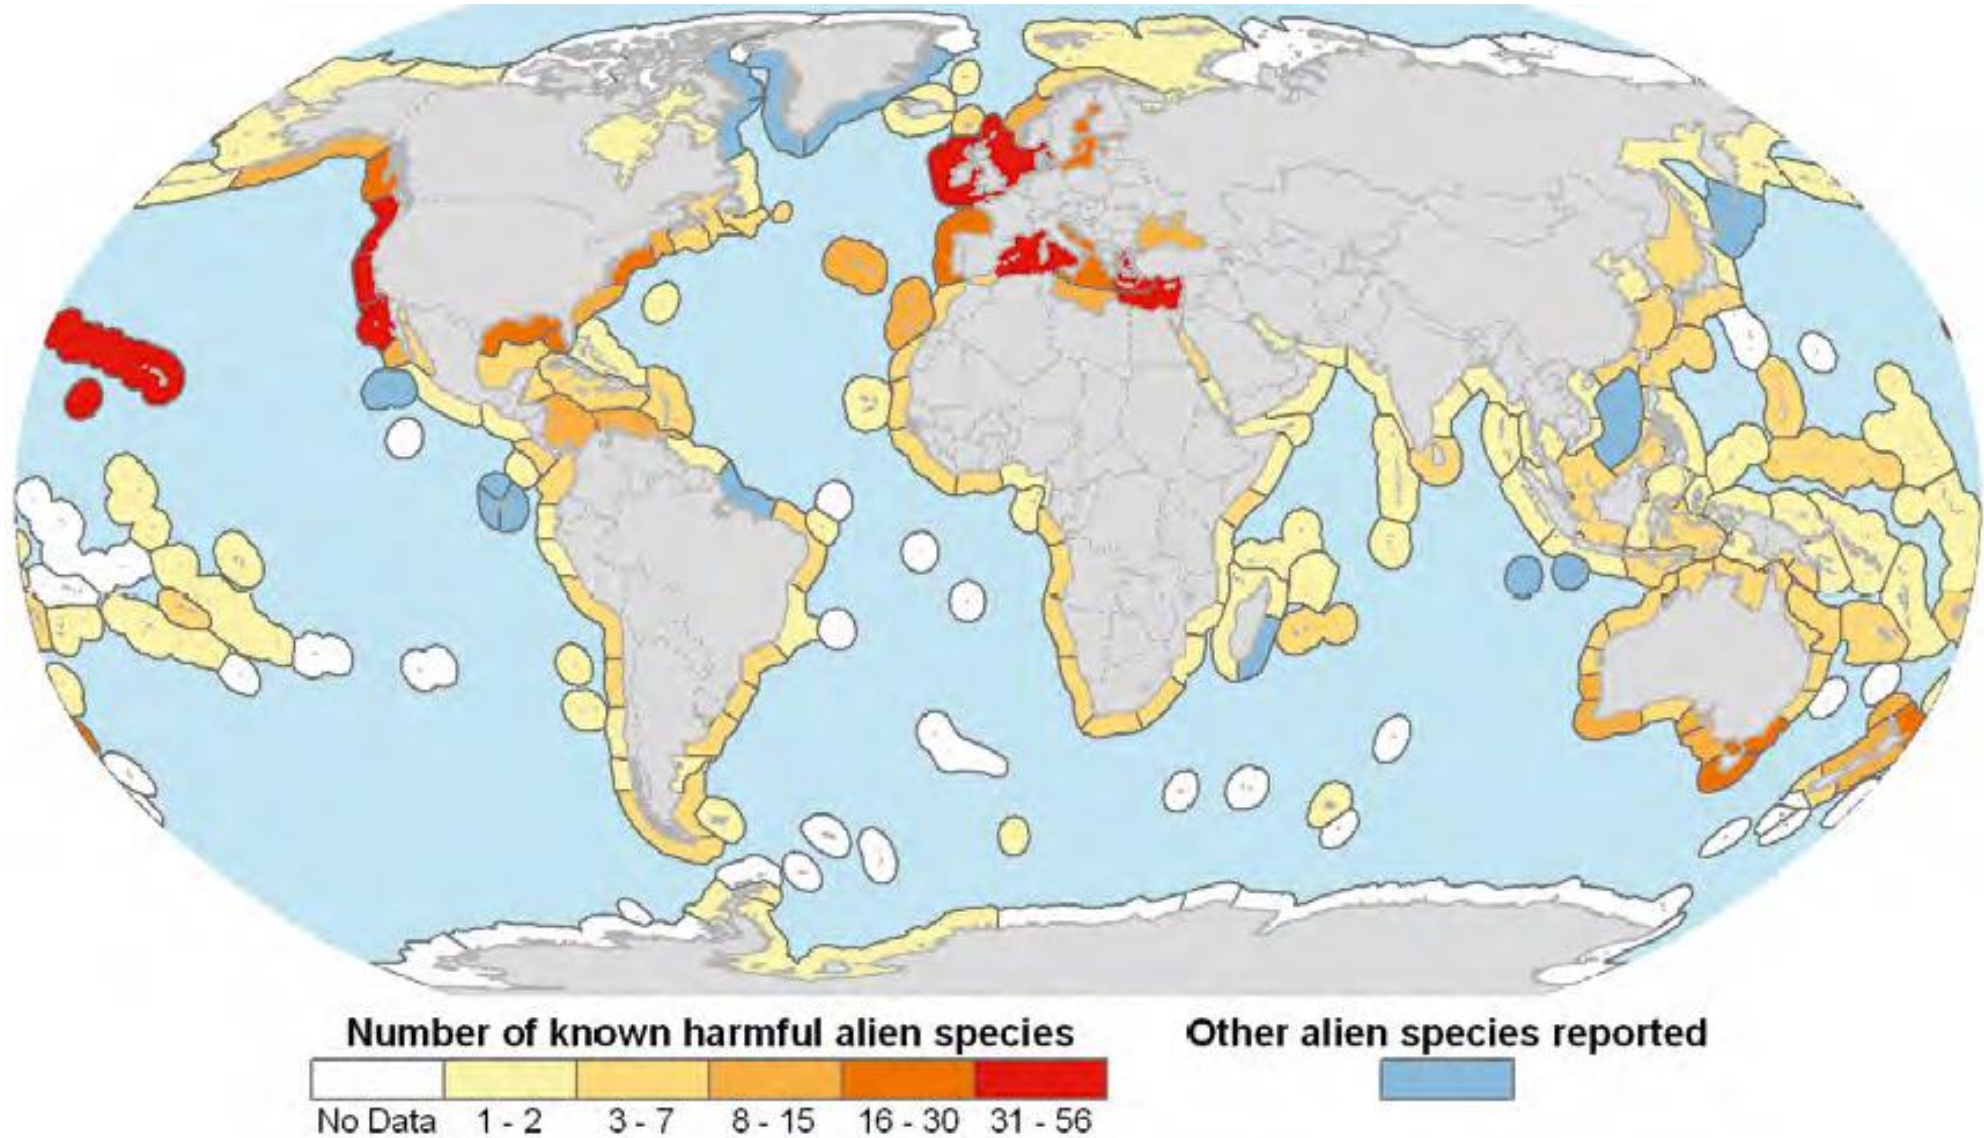 Number of known harmful alien species
Other alien species reported
No Data
1 - 2
3 - 7
8 - 15
16 - 30
31 - 56